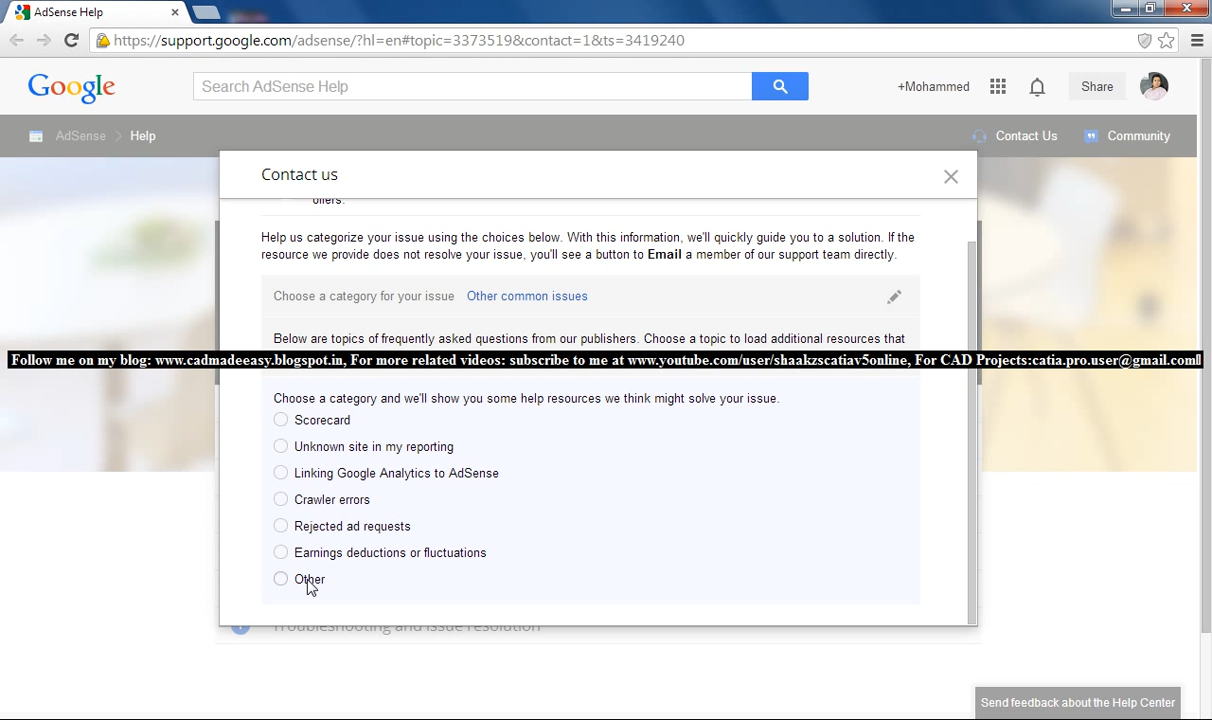 AdSense Help
https://support.google.com/adsense/?hl=en#topic=3373519&contact=1&ts=3419240
Google
Search AdSense Help
+Mohammed
Share
AdSense
Help
Contact Us
Community
Contact us
offers.
Help us categorize your issue using the choices below. With this information, we'll quickly guide you to a solution. If the
resource we provide does not resolve your issue, you'll see a button to Email a member of our support team directly.
Choose a category for your issue Other common issues
Below are topics of frequently asked questions from our publishers. Choose a topic to load additional resources that
Follow me on my blog: www.cadmadeeasy.blogspot.in, For more related videos: subscribe to me at www.youtube.com/user/shaakzscatiav5online, For CAD Projects:catia.pro.user@gmail.com
Choose a category and we'll show you some help resources we think might solve your issue.
Scorecard
Unknown site in my reporting
Linking Google Analytics to AdSense
Crawler errors
Rejected ad requests
Earnings deductions or fluctuations
Other
Troubleshooting and issue resolution
Send feedback about the Help Center